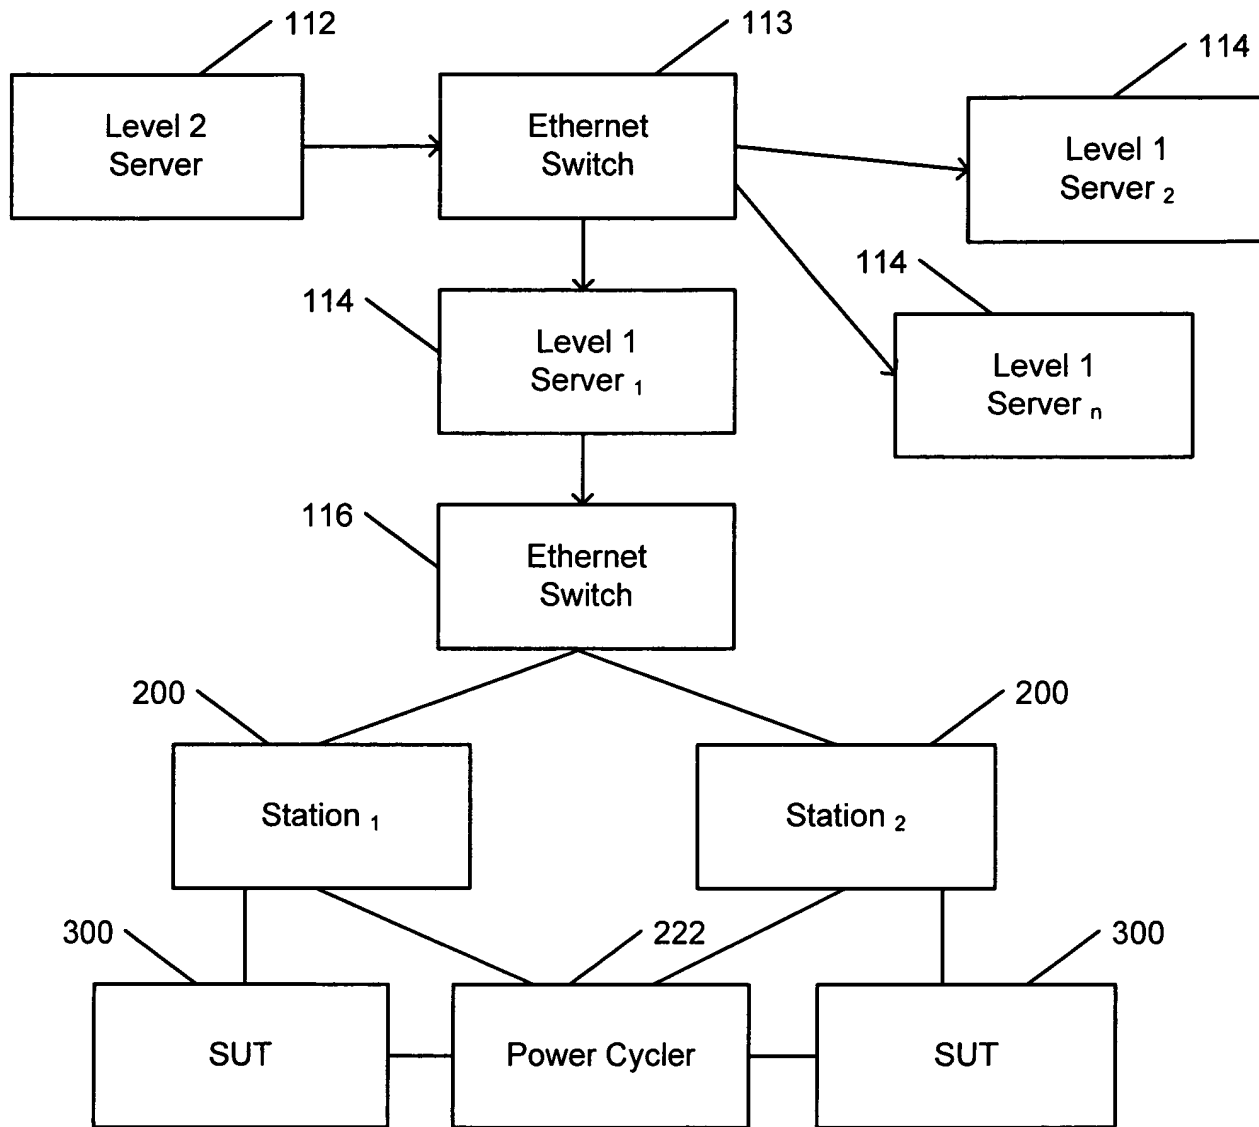 112
113
114
Level 2
Server
Ethernet
Switch
Level 1
Server 2
114
114
Level 1
Server 1
Level 1
Server n
116
Ethernet
Switch
200
200
Station 1
Station 2
300
222
300
SUT
Power Cycler
SUT